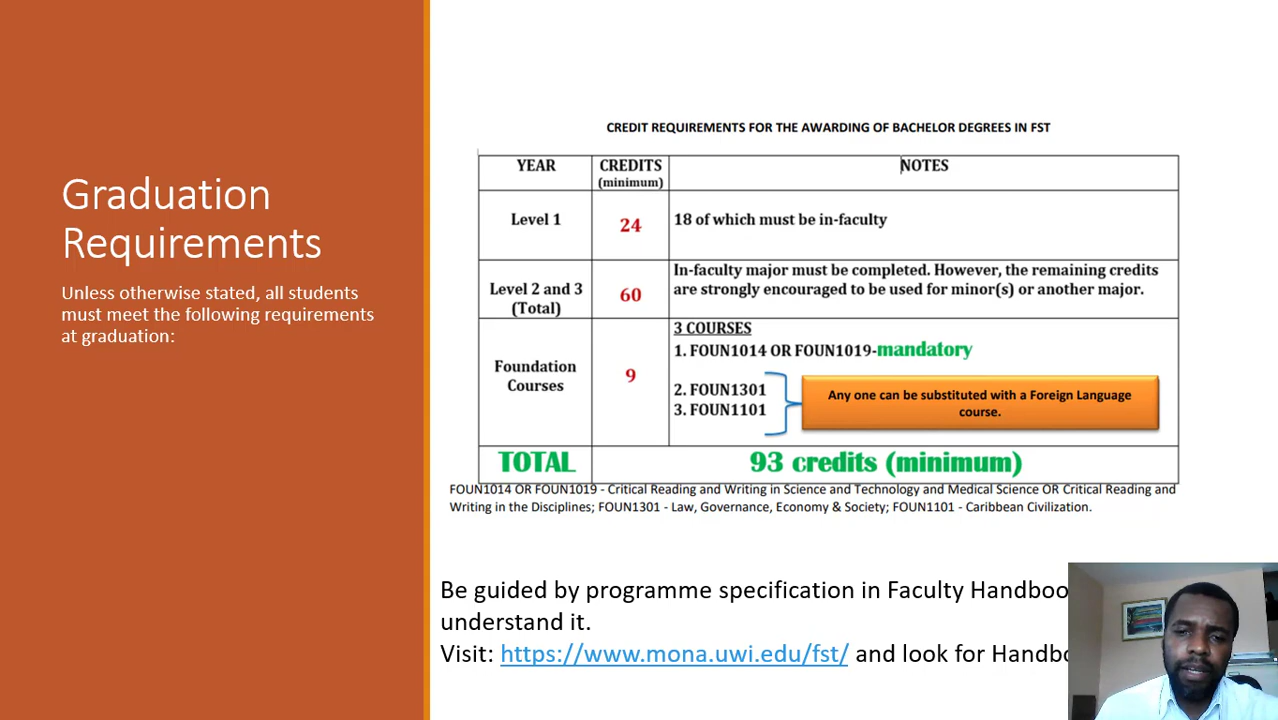 Graduation
Requirements
Unless otherwise stated, all students
must meet the following requirements
at graduation:
CREDIT REQUIREMENTS FOR THE AWARDING OF BACHELOR DEGREES IN FST
YEAR CREDITS (minimum) NOTES
Level 1 24 18 of which must be in-faculty
Level 2 and 3 (Total) 60 In-faculty major must be completed. However, the remaining credits
are strongly encouraged to be used for minor(s) or another major.
Foundation Courses 9 3 COURSES
1. FOUN1014 OR FOUN1019-mandatory
2. FOUN1301
3. FOUN1101
Any one can be substituted with a Foreign Language
course.
TOTAL 93 credits (minimum)
FOUN1014 OR FOUN1019 - Critical Reading and Writing in Science and Technology and Medical Science OR Critical Reading and
Writing in the Disciplines; FOUN1301 - Law, Governance, Economy & Society; FOUN1101 - Caribbean Civilization.
Be guided by programme specification in Faculty
understand it.
Visit: https://www.mona.uwi.edu/fst/ and look for